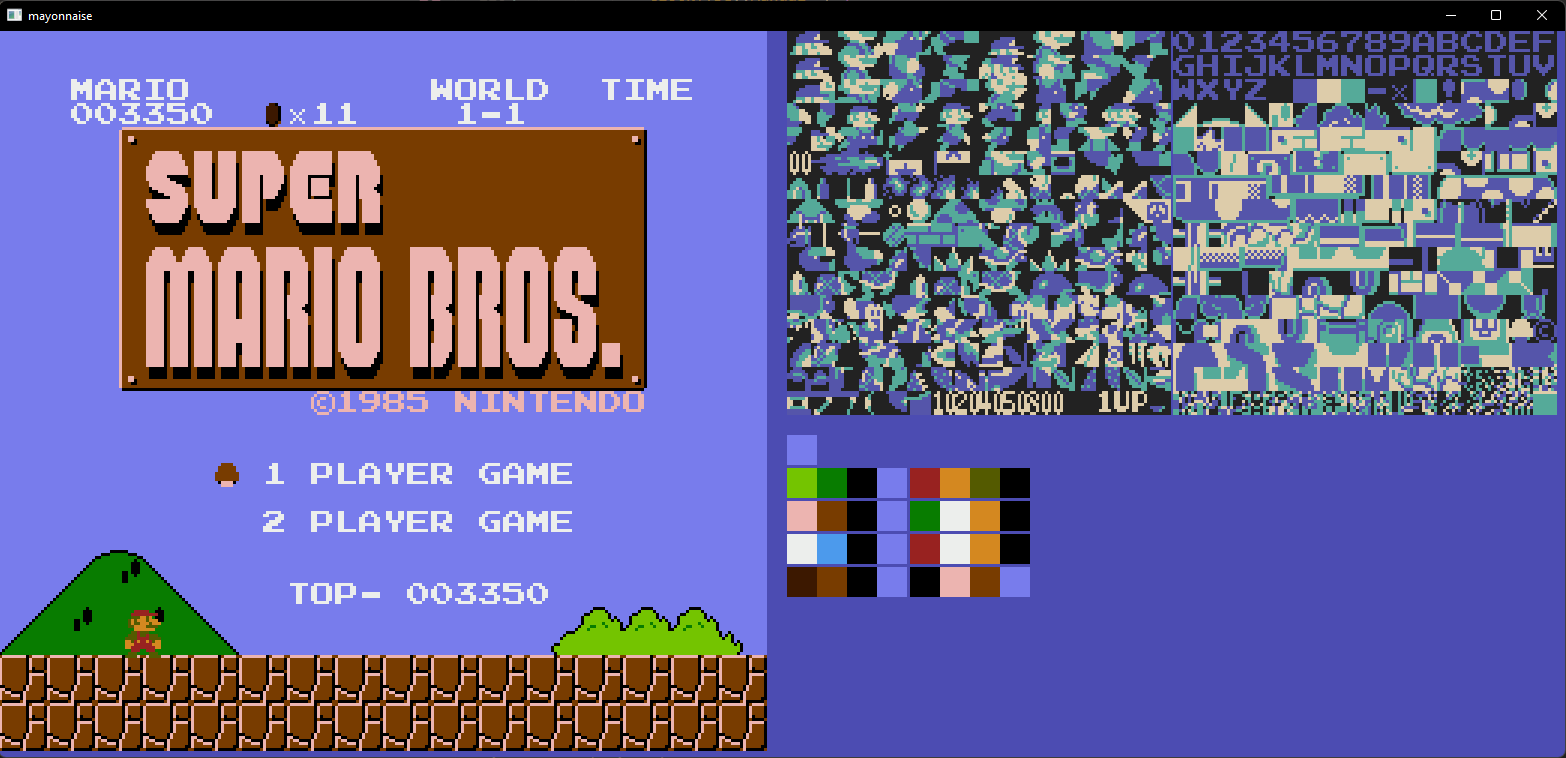 mayonnaise
MARIO WORLD TIME
003350 ×11 1-1
SUPER
MARIO BROS.
©1985 NINTENDO
1 PLAYER GAME
2 PLAYER GAME
TOP- 003350
0123456789ABCDEF
GHIJKLMNOPQRSTUV
WXYZ - × !
1UP